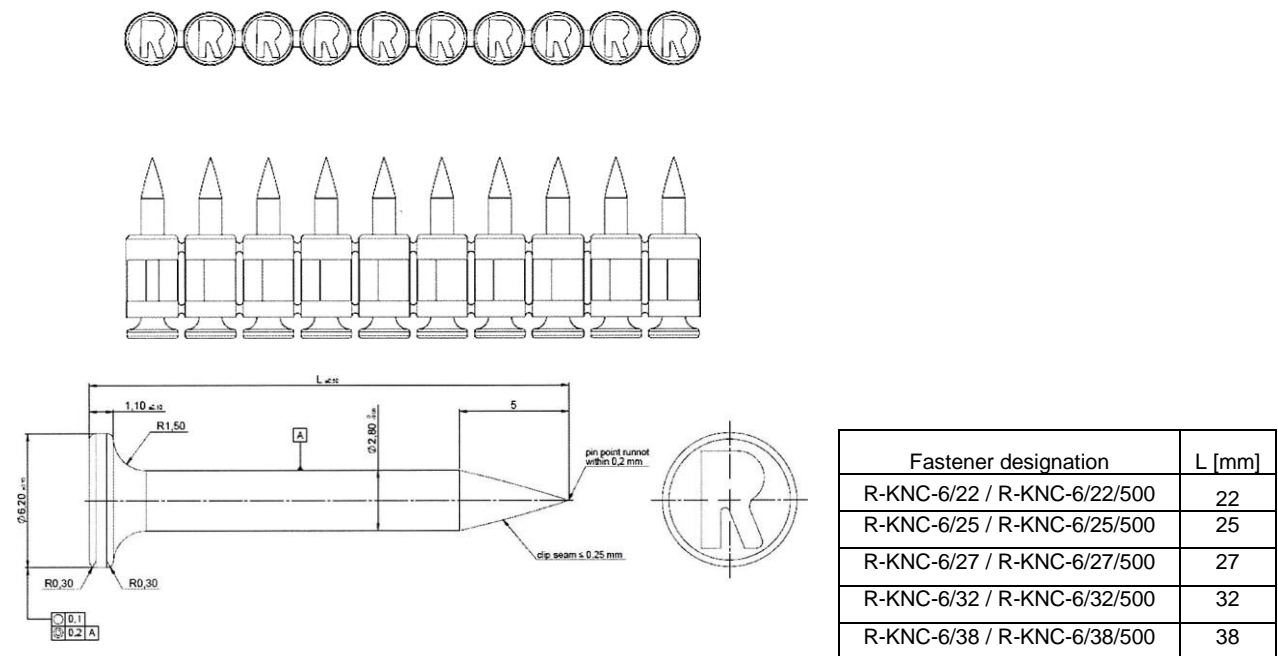 R R R R R R R R R R
L
1,10
5
R1,50
A
Ø2,80
pin point runnot
within 0,2 mm
Ø6,20
clip seam ≤ 0,25 mm
R0,30 R0,30
0,1
0,2 A
R
Fastener designation L [mm]
R-KNC-6/22 / R-KNC-6/22/500 22
R-KNC-6/25 / R-KNC-6/25/500 25
R-KNC-6/27 / R-KNC-6/27/500 27
R-KNC-6/32 / R-KNC-6/32/500 32
R-KNC-6/38 / R-KNC-6/38/500 38